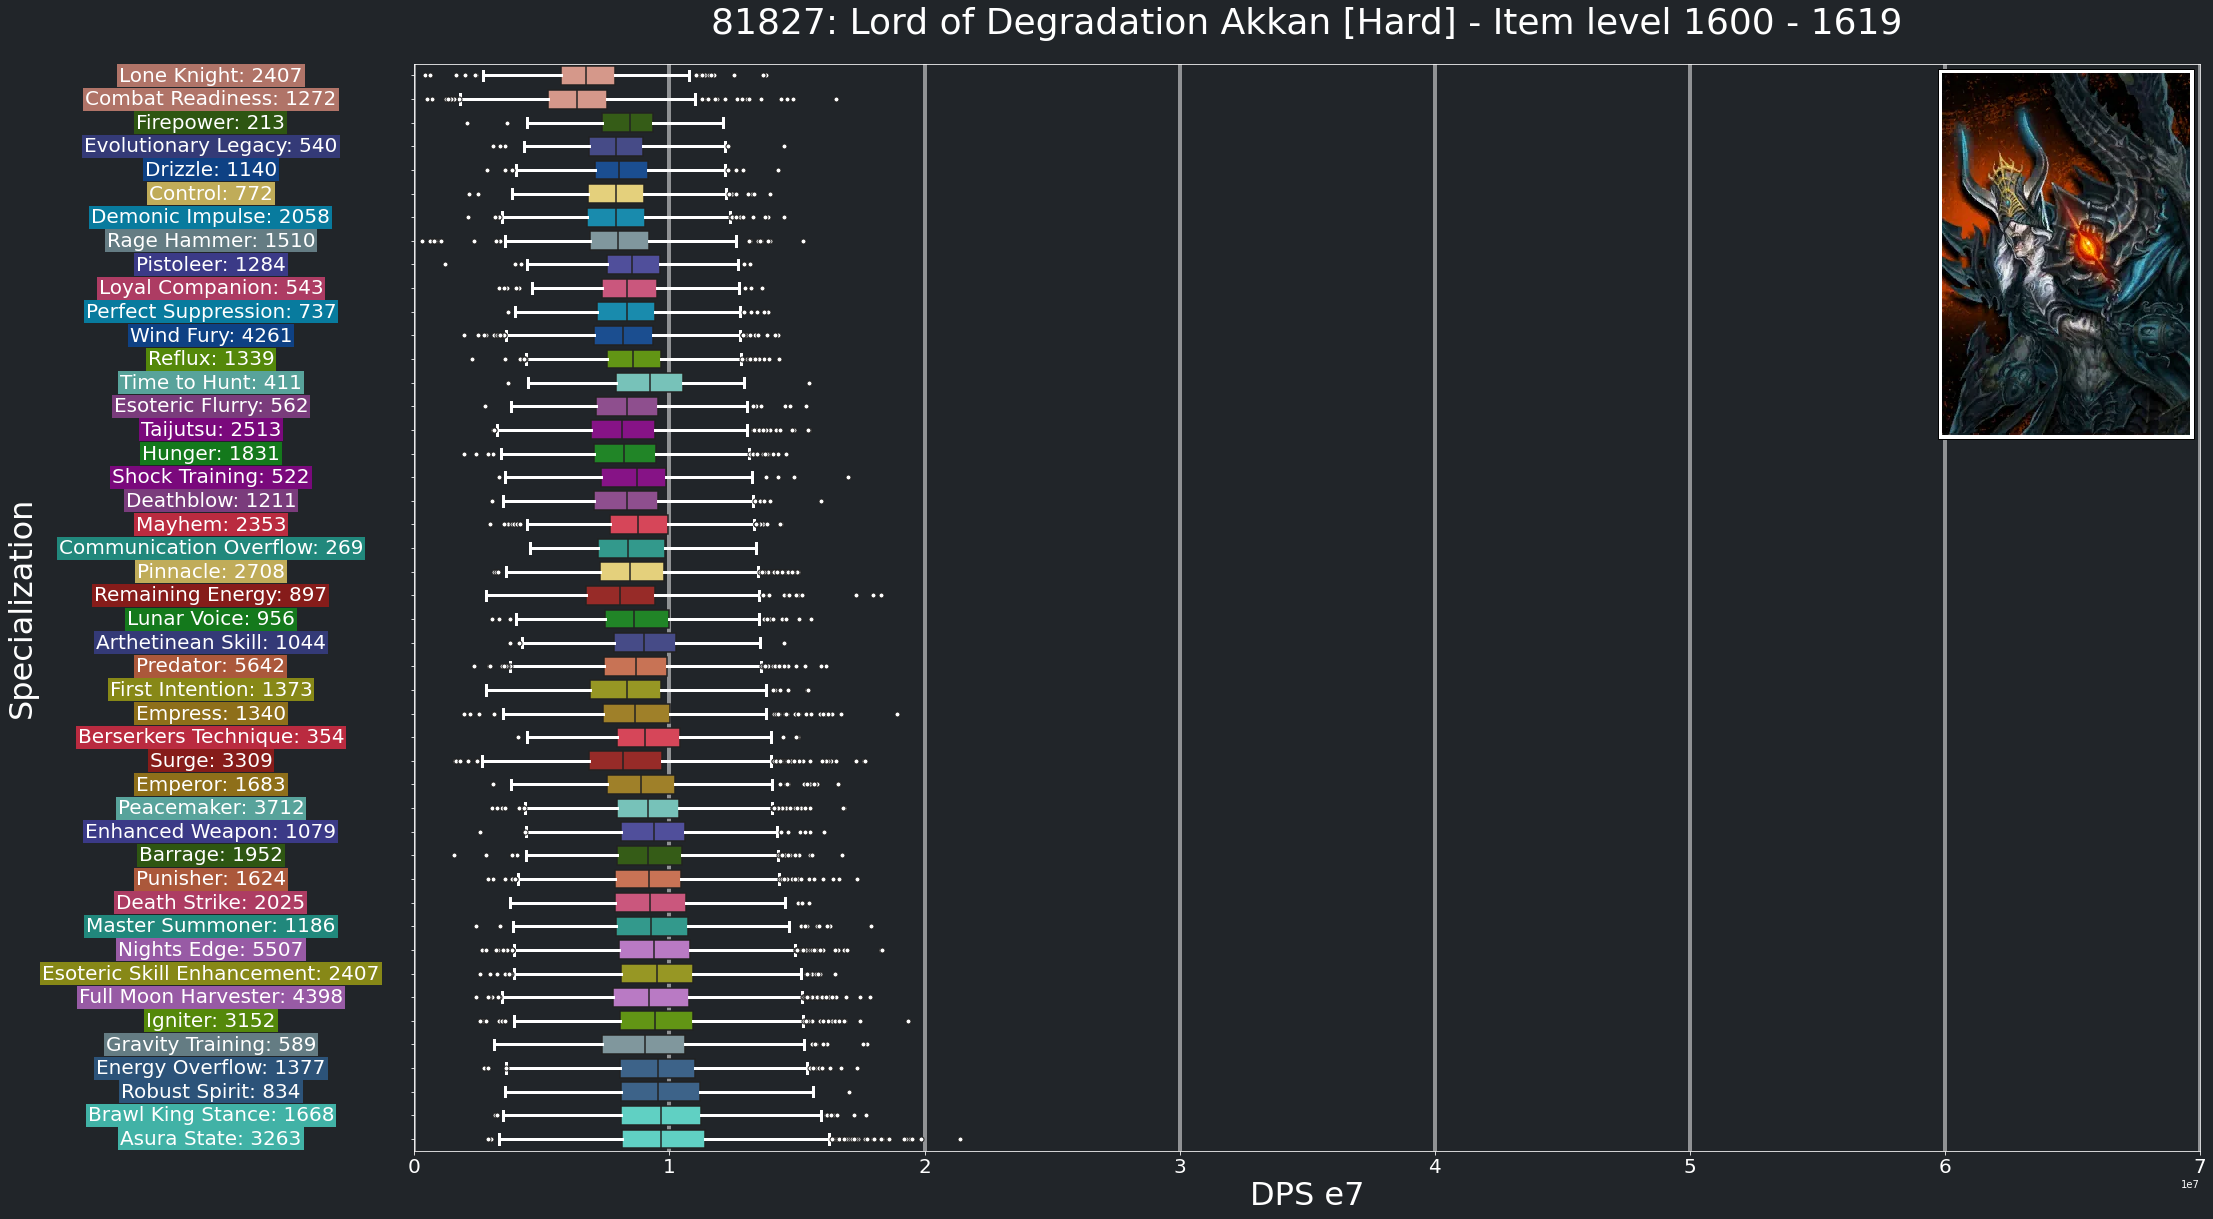 81827: Lord of Degradation Akkan [Hard] - Item level 1600 - 1619
Specialization
Lone Knight: 2407
Combat Readiness: 1272
Firepower: 213
Evolutionary Legacy: 540
Drizzle: 1140
Control: 772
Demonic Impulse: 2058
Rage Hammer: 1510
Pistoleer: 1284
Loyal Companion: 543
Perfect Suppression: 737
Wind Fury: 4261
Reflux: 1339
Time to Hunt: 411
Esoteric Flurry: 562
Taijutsu: 2513
Hunger: 1831
Shock Training: 522
Deathblow: 1211
Mayhem: 2353
Communication Overflow: 269
Pinnacle: 2708
Remaining Energy: 897
Lunar Voice: 956
Arthetinean Skill: 1044
Predator: 5642
First Intention: 1373
Empress: 1340
Berserkers Technique: 354
Surge: 3309
Emperor: 1683
Peacemaker: 3712
Enhanced Weapon: 1079
Barrage: 1952
Punisher: 1624
Death Strike: 2025
Master Summoner: 1186
Nights Edge: 5507
Esoteric Skill Enhancement: 2407
Full Moon Harvester: 4398
Igniter: 3152
Gravity Training: 589
Energy Overflow: 1377
Robust Spirit: 834
Brawl King Stance: 1668
Asura State: 3263
0 1 2 3 4 5 6 7
1e7
DPS e7